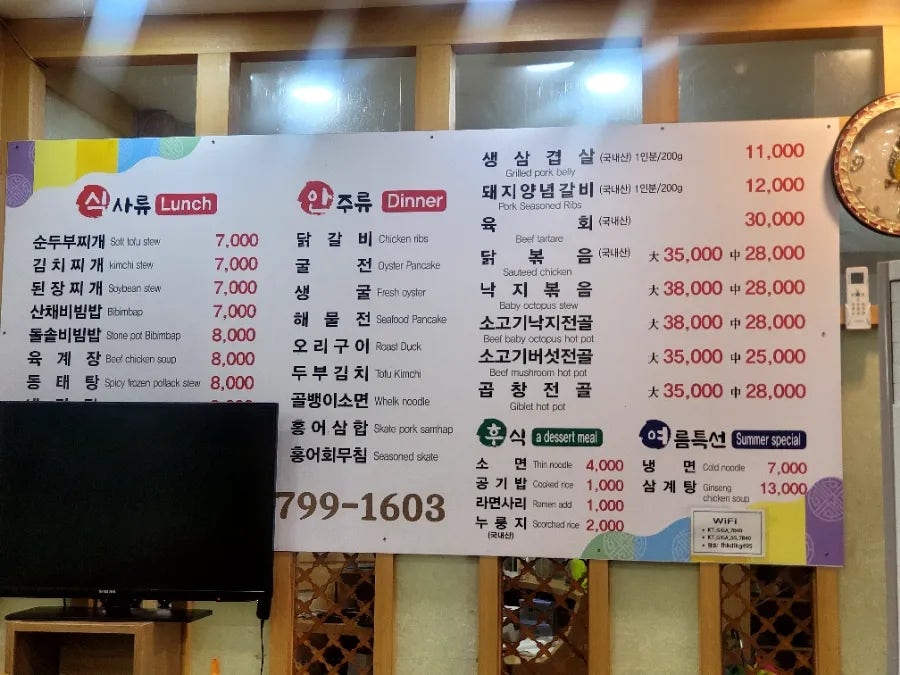 식사류 Lunch
순두부찌개 Soft tofu stew 7,000
김치찌개 kimchi stew 7,000
된장찌개 Soybean stew 7,000
산채비빔밥 Bibimbap 7,000
돌솥비빔밥 Stone pot Bibimbap 8,000
육계장 Beef chicken soup 8,000
동태탕 Spicy frozen pollack stew 8,000
안주류 Dinner
닭갈비 Chicken ribs
굴전 Oyster Pancake
생굴 Fresh oyster
해물전 Seafood Pancake
오리구이 Roast Duck
두부김치 Tofu Kimchi
골뱅이소면 Whelk noodle
홍어삼합 Skate pork samhap
홍어회무침 Seasoned skate
799-1603
생삼겹살 (국내산) 1인분/200g 11,000
Grilled pork belly
돼지양념갈비 (국내산) 1인분/200g 12,000
Pork Seasoned Ribs
육회 (국내산) 30,000
Beef tartare
닭볶음 (국내산) 大 35,000 中 28,000
Sauteed chicken
낙지볶음 大 38,000 中 28,000
Baby octopus stew
소고기낙지전골 大 38,000 中 28,000
Beef baby octopus hot pot
소고기버섯전골 大 35,000 中 25,000
Beef mushroom hot pot
곱창전골 大 35,000 中 28,000
Giblet hot pot
후식 a dessert meal
소면 Thin noodle 4,000
공기밥 Cooked rice 1,000
라면사리 Ramen add 1,000
누룽지 Scorched rice 2,000
(국내산)
여름특선 Summer special
냉면 Cold noodle 7,000
삼계탕 Ginseng chicken soup 13,000
WiFi
SAMSUNG